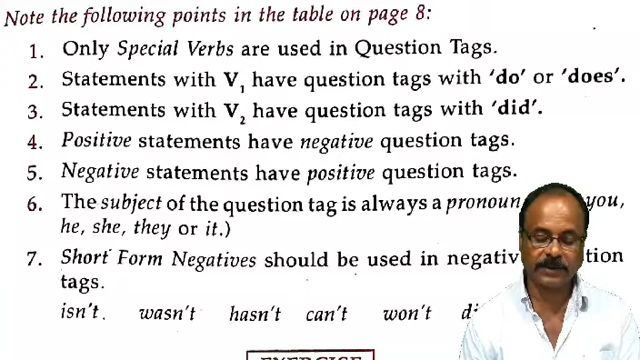 Note the following points in the table on page 8:
1. Only Special Verbs are used in Question Tags.
2. Statements with V1 have question tags with 'do' or 'does'.
3. Statements with V2 have question tags with 'did'.
4. Positive statements have negative question tags.
5. Negative statements have positive question tags.
6. The subject of the question tag is always a pronoun, you,
he, she, they or it.)
7. Short Form Negatives should be used in negative
tags.
isn't. wasn't hasn't can't won't
EXERCISE